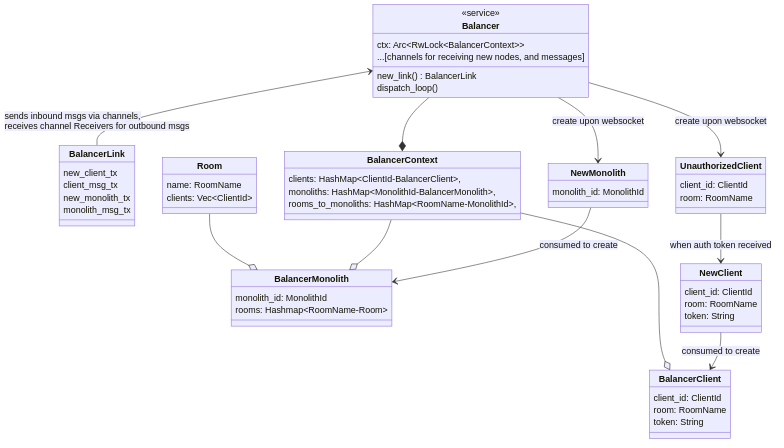 «service»
Balancer
ctx: Arc<RwLock<BalancerContext>>
...[channels for receiving new nodes, and messages]
new_link() : BalancerLink
dispatch_loop()
sends inbound msgs via channels,
receives channel Receivers for outbound msgs
create upon websocket
create upon websocket
BalancerLink
new_client_tx
client_msg_tx
new_monolith_tx
monolith_msg_tx
Room
name: RoomName
clients: Vec<ClientId>
BalancerContext
clients: HashMap<ClientId-BalancerClient>,
monoliths: HashMap<MonolithId-BalancerMonolith>,
rooms_to_monoliths: HashMap<RoomName-MonolithId>,
NewMonolith
monolith_id: MonolithId
UnauthorizedClient
client_id: ClientId
room: RoomName
consumed to create
when auth token received
BalancerMonolith
monolith_id: MonolithId
rooms: Hashmap<RoomName-Room>
NewClient
client_id: ClientId
room: RoomName
token: String
consumed to create
BalancerClient
client_id: ClientId
room: RoomName
token: String